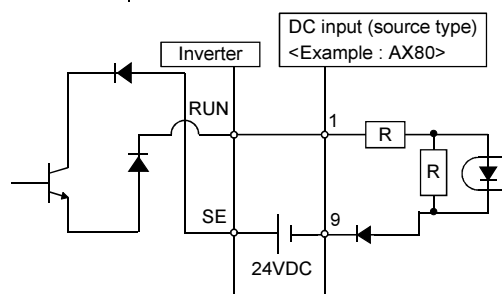 DC input (source type)
<Example : AX80>
Inverter
RUN
1
R
R
SE
9
24VDC